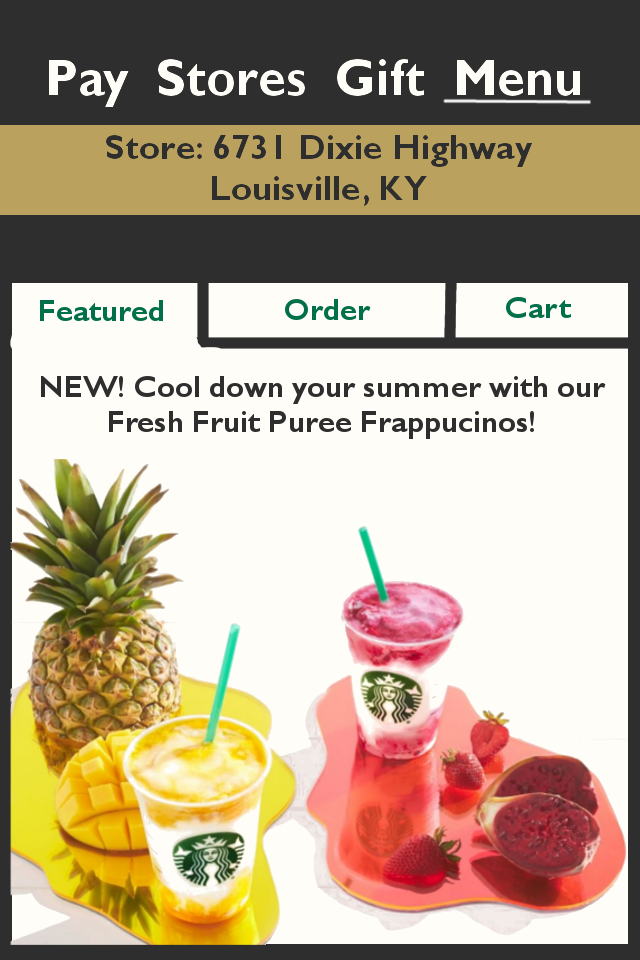 Pay Stores Gift Menu
Store: 6731 Dixie Highway
Louisville, KY
Featured Order Cart
NEW! Cool down your summer with our
Fresh Fruit Puree Frappucinos!